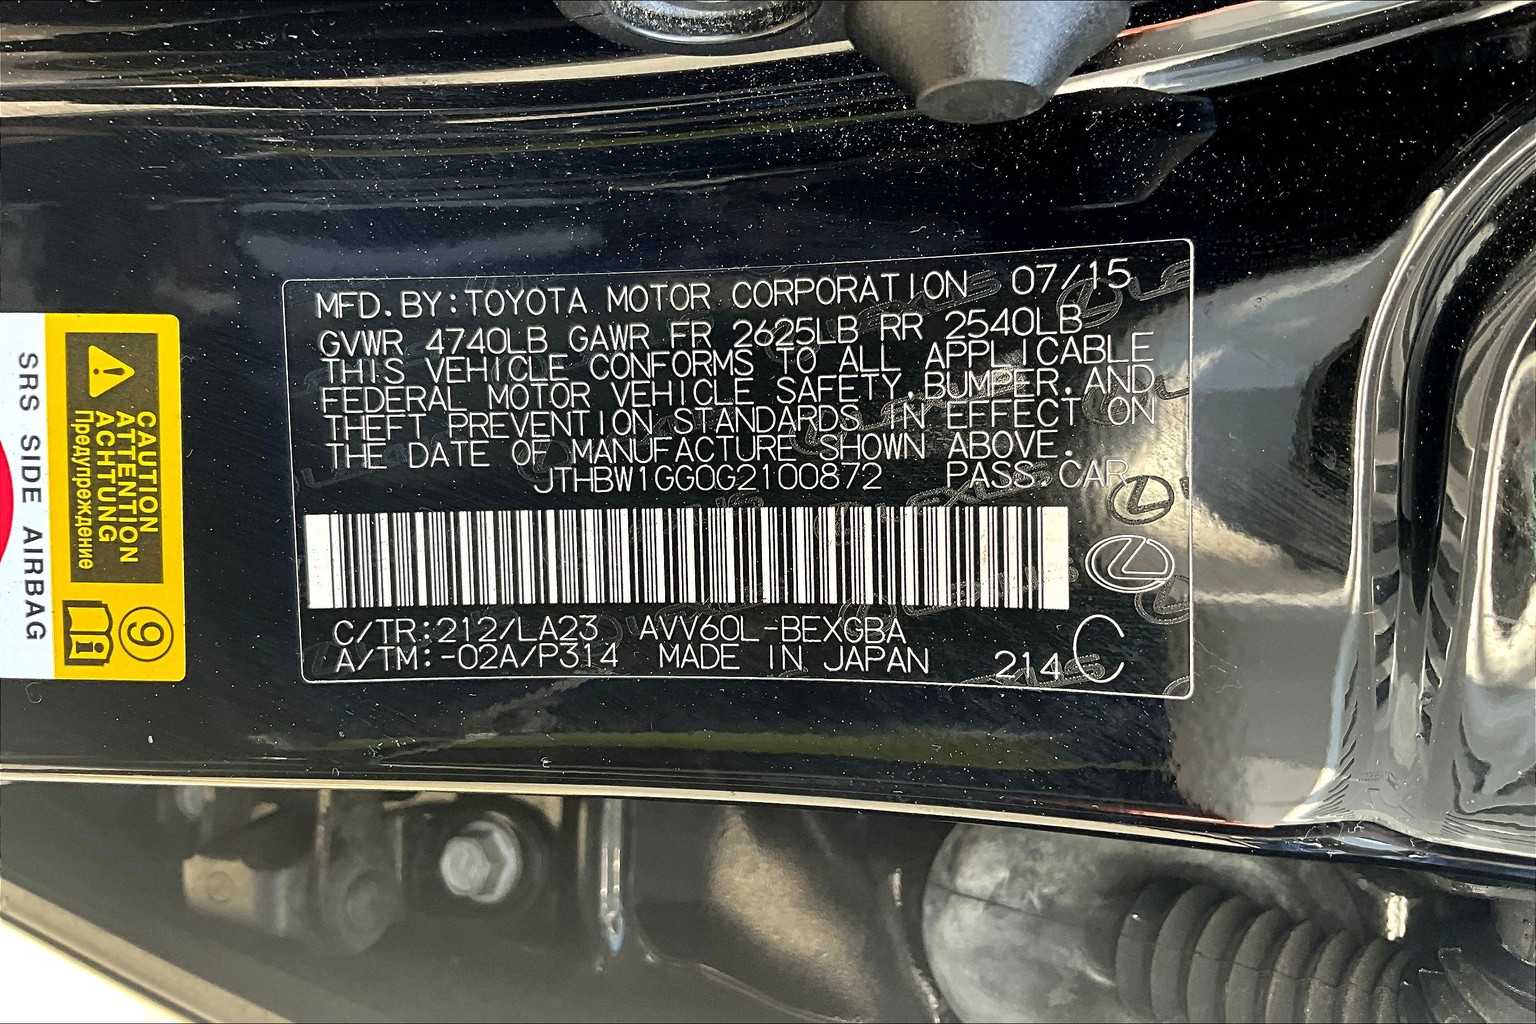 MFD.BY:TOYOTA MOTOR CORPORATION 07/15
GVWR 4740LB GAWR FR 2625LB RR 2540LB
THIS VEHICLE CONFORMS TO ALL APPLICABLE
FEDERAL MOTOR VEHICLE SAFETY,BUMPER,AND
THEFT PREVENTION STANDARDS IN EFFECT ON
THE DATE OF MANUFACTURE SHOWN ABOVE.
JTHBW1GG0G2100872 PASS.CAR
C/TR:212/LA23 AVV60L-BEXGBA
A/TM:-02A/P314 MADE IN JAPAN 214 C
CAUTION
ATTENTION
ACHTUNG
Предупреждение
9
SRS SIDE AIRBAG